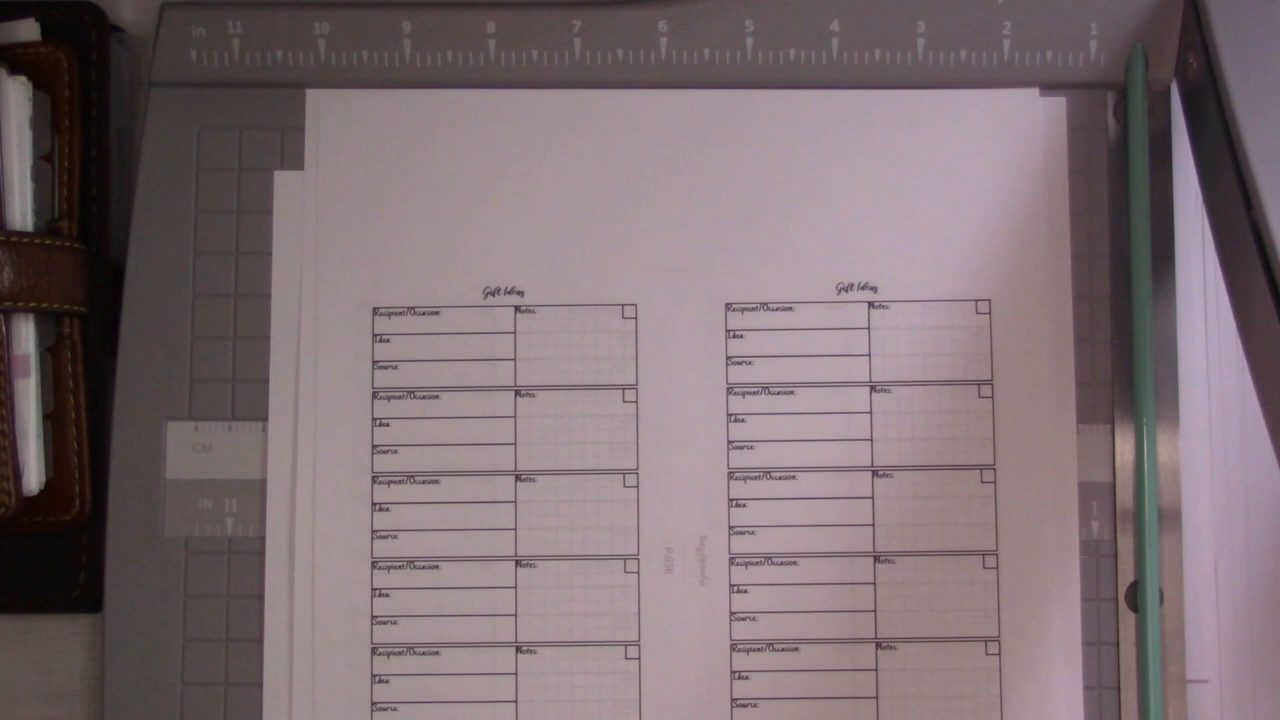 in 11 10 9 8 7 6 5 4 3 2 1
Gift Ideas
Recipient/Occasion: Notes:
Idea:
Source:
Recipient/Occasion: Notes:
Idea:
Source:
Recipient/Occasion: Notes:
Idea:
Source:
Recipient/Occasion: Notes:
Idea:
Source:
Recipient/Occasion: Notes:
Idea:
Source:
Gift Ideas
Recipient/Occasion: Notes:
Idea:
Source:
Recipient/Occasion: Notes:
Idea:
Source:
Recipient/Occasion: Notes:
Idea:
Source:
Recipient/Occasion: Notes:
Idea:
Source:
Recipient/Occasion: Notes:
Idea:
Source:
CM
IN 11
1